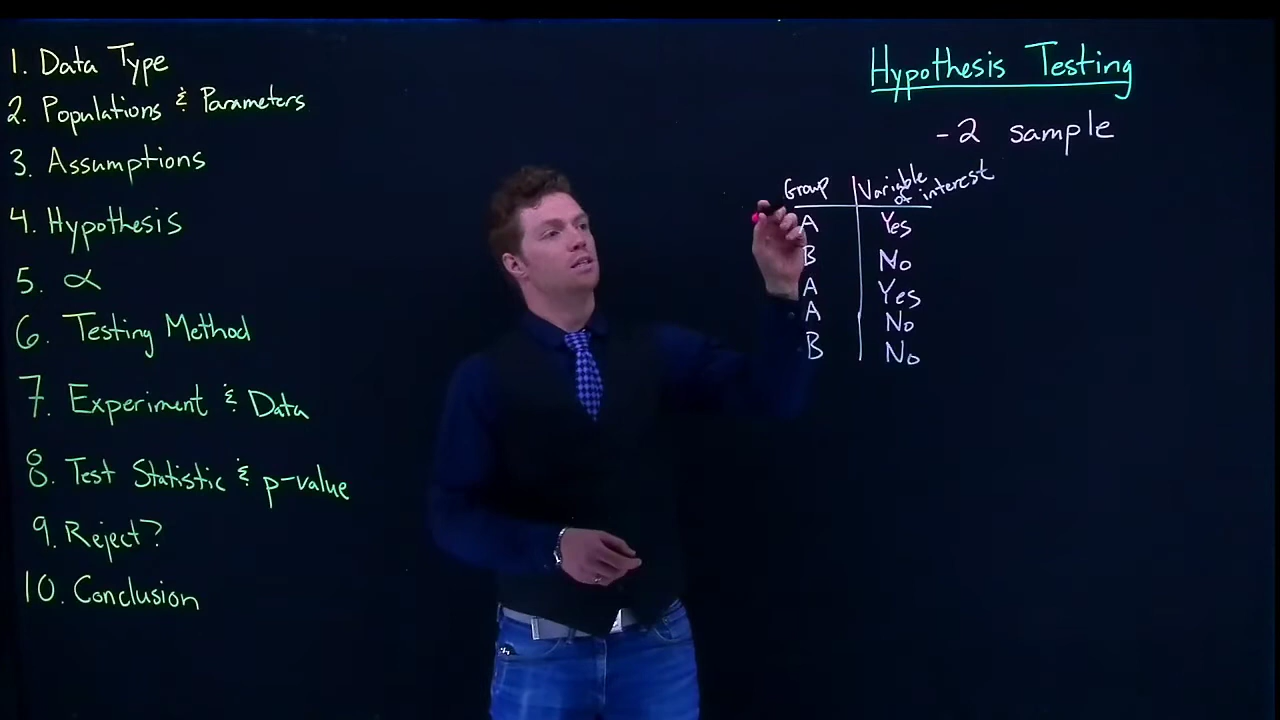 1. Data Type
2. Populations & Parameters
3. Assumptions
4. Hypothesis
5. α
6. Testing Method
7. Experiment & Data
8. Test Statistic & p-value
9. Reject?
10. Conclusion
Hypothesis Testing
- 2 sample
Group Variable of interest
A Yes
B No
A Yes
A No
B No